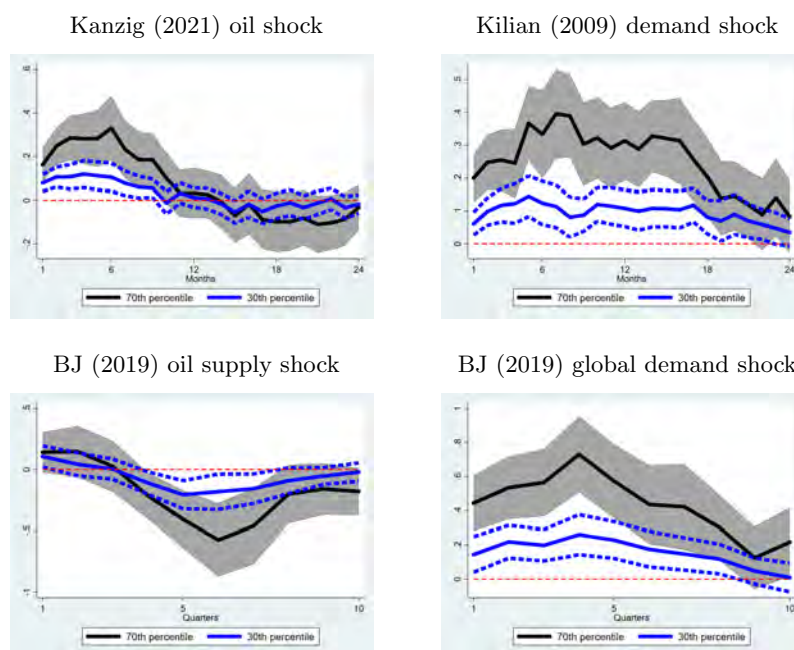 Kanzig (2021) oil shock
.6
.4
.2
0
-.2
1
6
12
18
24
Months
70th percentile
30th percentile
Kilian (2009) demand shock
.5
.4
.3
.2
.1
0
1
6
12
18
24
Months
70th percentile
30th percentile
BJ (2019) oil supply shock
.5
0
-.5
-1
1
5
10
Quarters
70th percentile
30th percentile
BJ (2019) global demand shock
1
.8
.6
.4
.2
0
1
5
10
Quarters
70th percentile
30th percentile